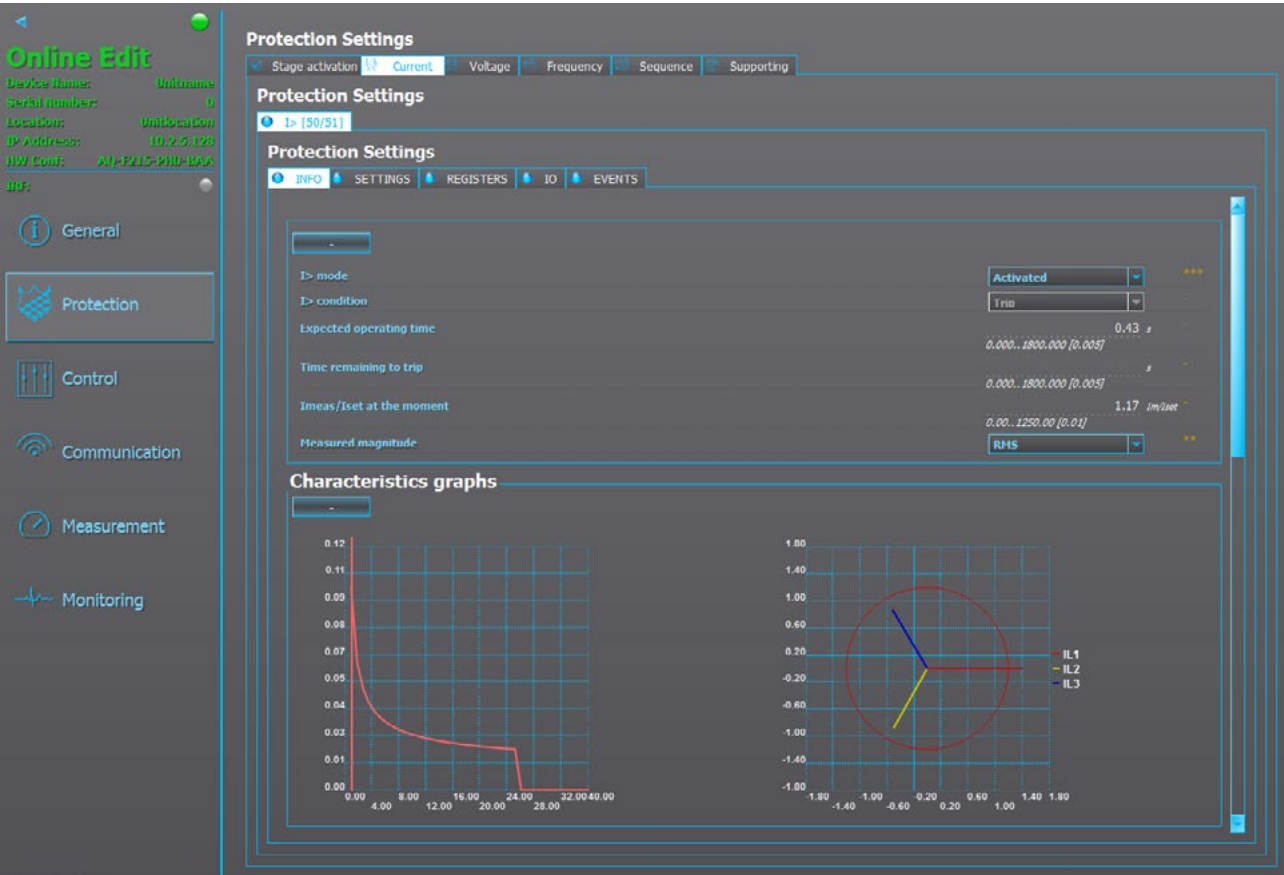 Online Edit
Device Name: Unitname
Serial number: 0
Location: Unitlocation
IP Address: 10.2.5.128
HW Conf: AQ-F215-PH0-BAA
IRF:
General
Protection
Control
Communication
Measurement
Monitoring
Protection Settings
Stage activation Current Voltage Frequency Sequence Supporting
Protection Settings
I> [50/51]
Protection Settings
INFO SETTINGS REGISTERS IO EVENTS
-
I> mode Activated ***
I> condition Trip -
Expected operating time 0.43 s -
0.000..1800.000 [0.005]
Time remaining to trip s -
0.000..1800.000 [0.005]
Imeas/Iset at the moment 1.17 Im/Iset -
0.00..1250.00 [0.01]
Measured magnitude RMS **
Characteristics graphs
-
0.12
0.11
0.09
0.08
0.07
0.05
0.04
0.03
0.01
0.00
0.00 8.00 16.00 24.00 32.00 40.00
4.00 12.00 20.00 28.00
1.80
1.40
1.00
0.60
0.20
-0.20
-0.60
-1.00
-1.40
-1.80
-1.80 -1.00 -0.20 0.60 1.40 1.80
-1.40 -0.60 0.20 1.00
IL1
IL2
IL3